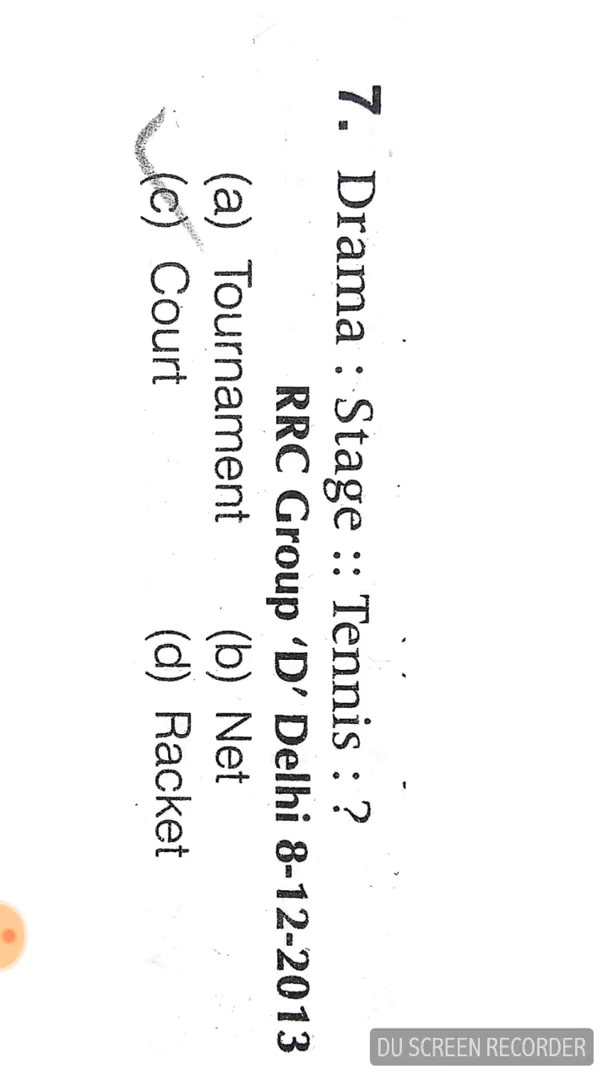 7. Drama : Stage :: Tennis : ?
RRC Group ‘D’ Delhi 8-12-2013
(a) Tournament (b) Net
(c) Court (d) Racket
DU SCREEN RECORDER